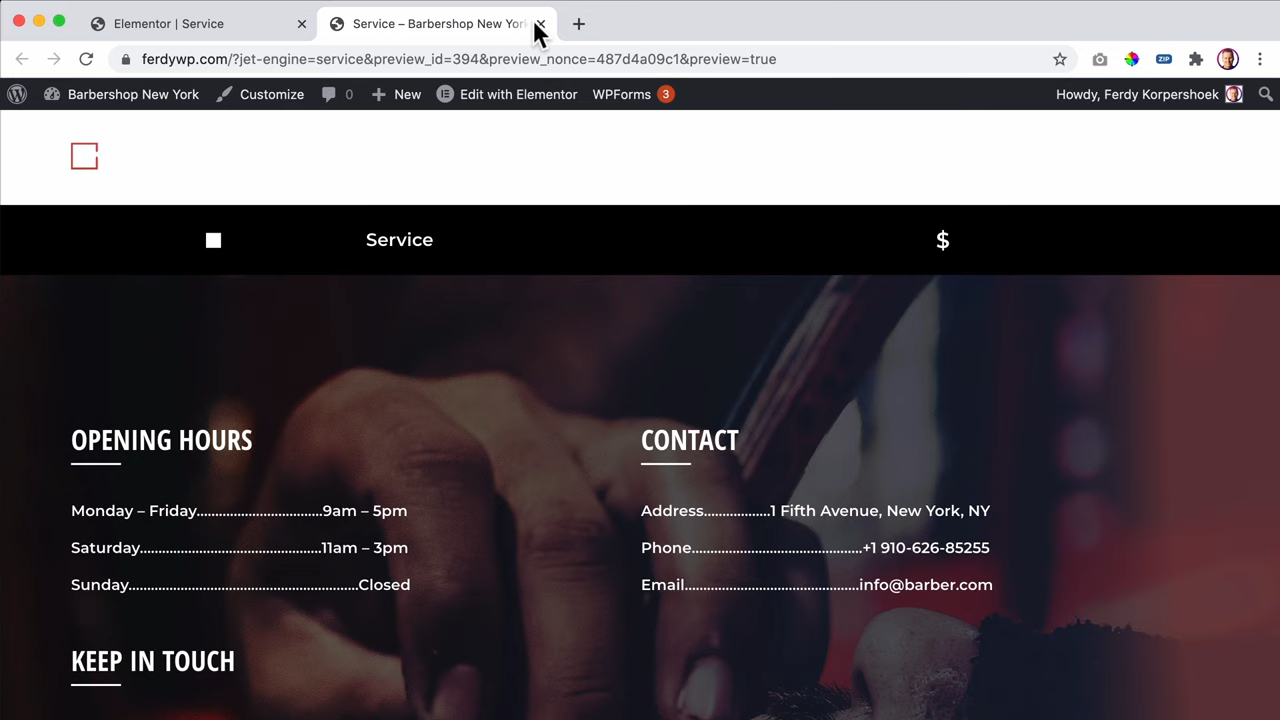 Elementor | Service
Service – Barbershop New York
ferdywp.com/?jet-engine=service&preview_id=394&preview_nonce=487d4a09c1&preview=true
ZIP
Barbershop New York Customize 0 New Edit with Elementor WPForms 3 Howdy, Ferdy Korpershoek
Service $
OPENING HOURS
Monday – Friday..................................9am – 5pm
Saturday.................................................11am – 3pm
Sunday..............................................................Closed
CONTACT
Address..................1 Fifth Avenue, New York, NY
Phone..............................................+1 910-626-85255
Email...............................................info@barber.com
KEEP IN TOUCH